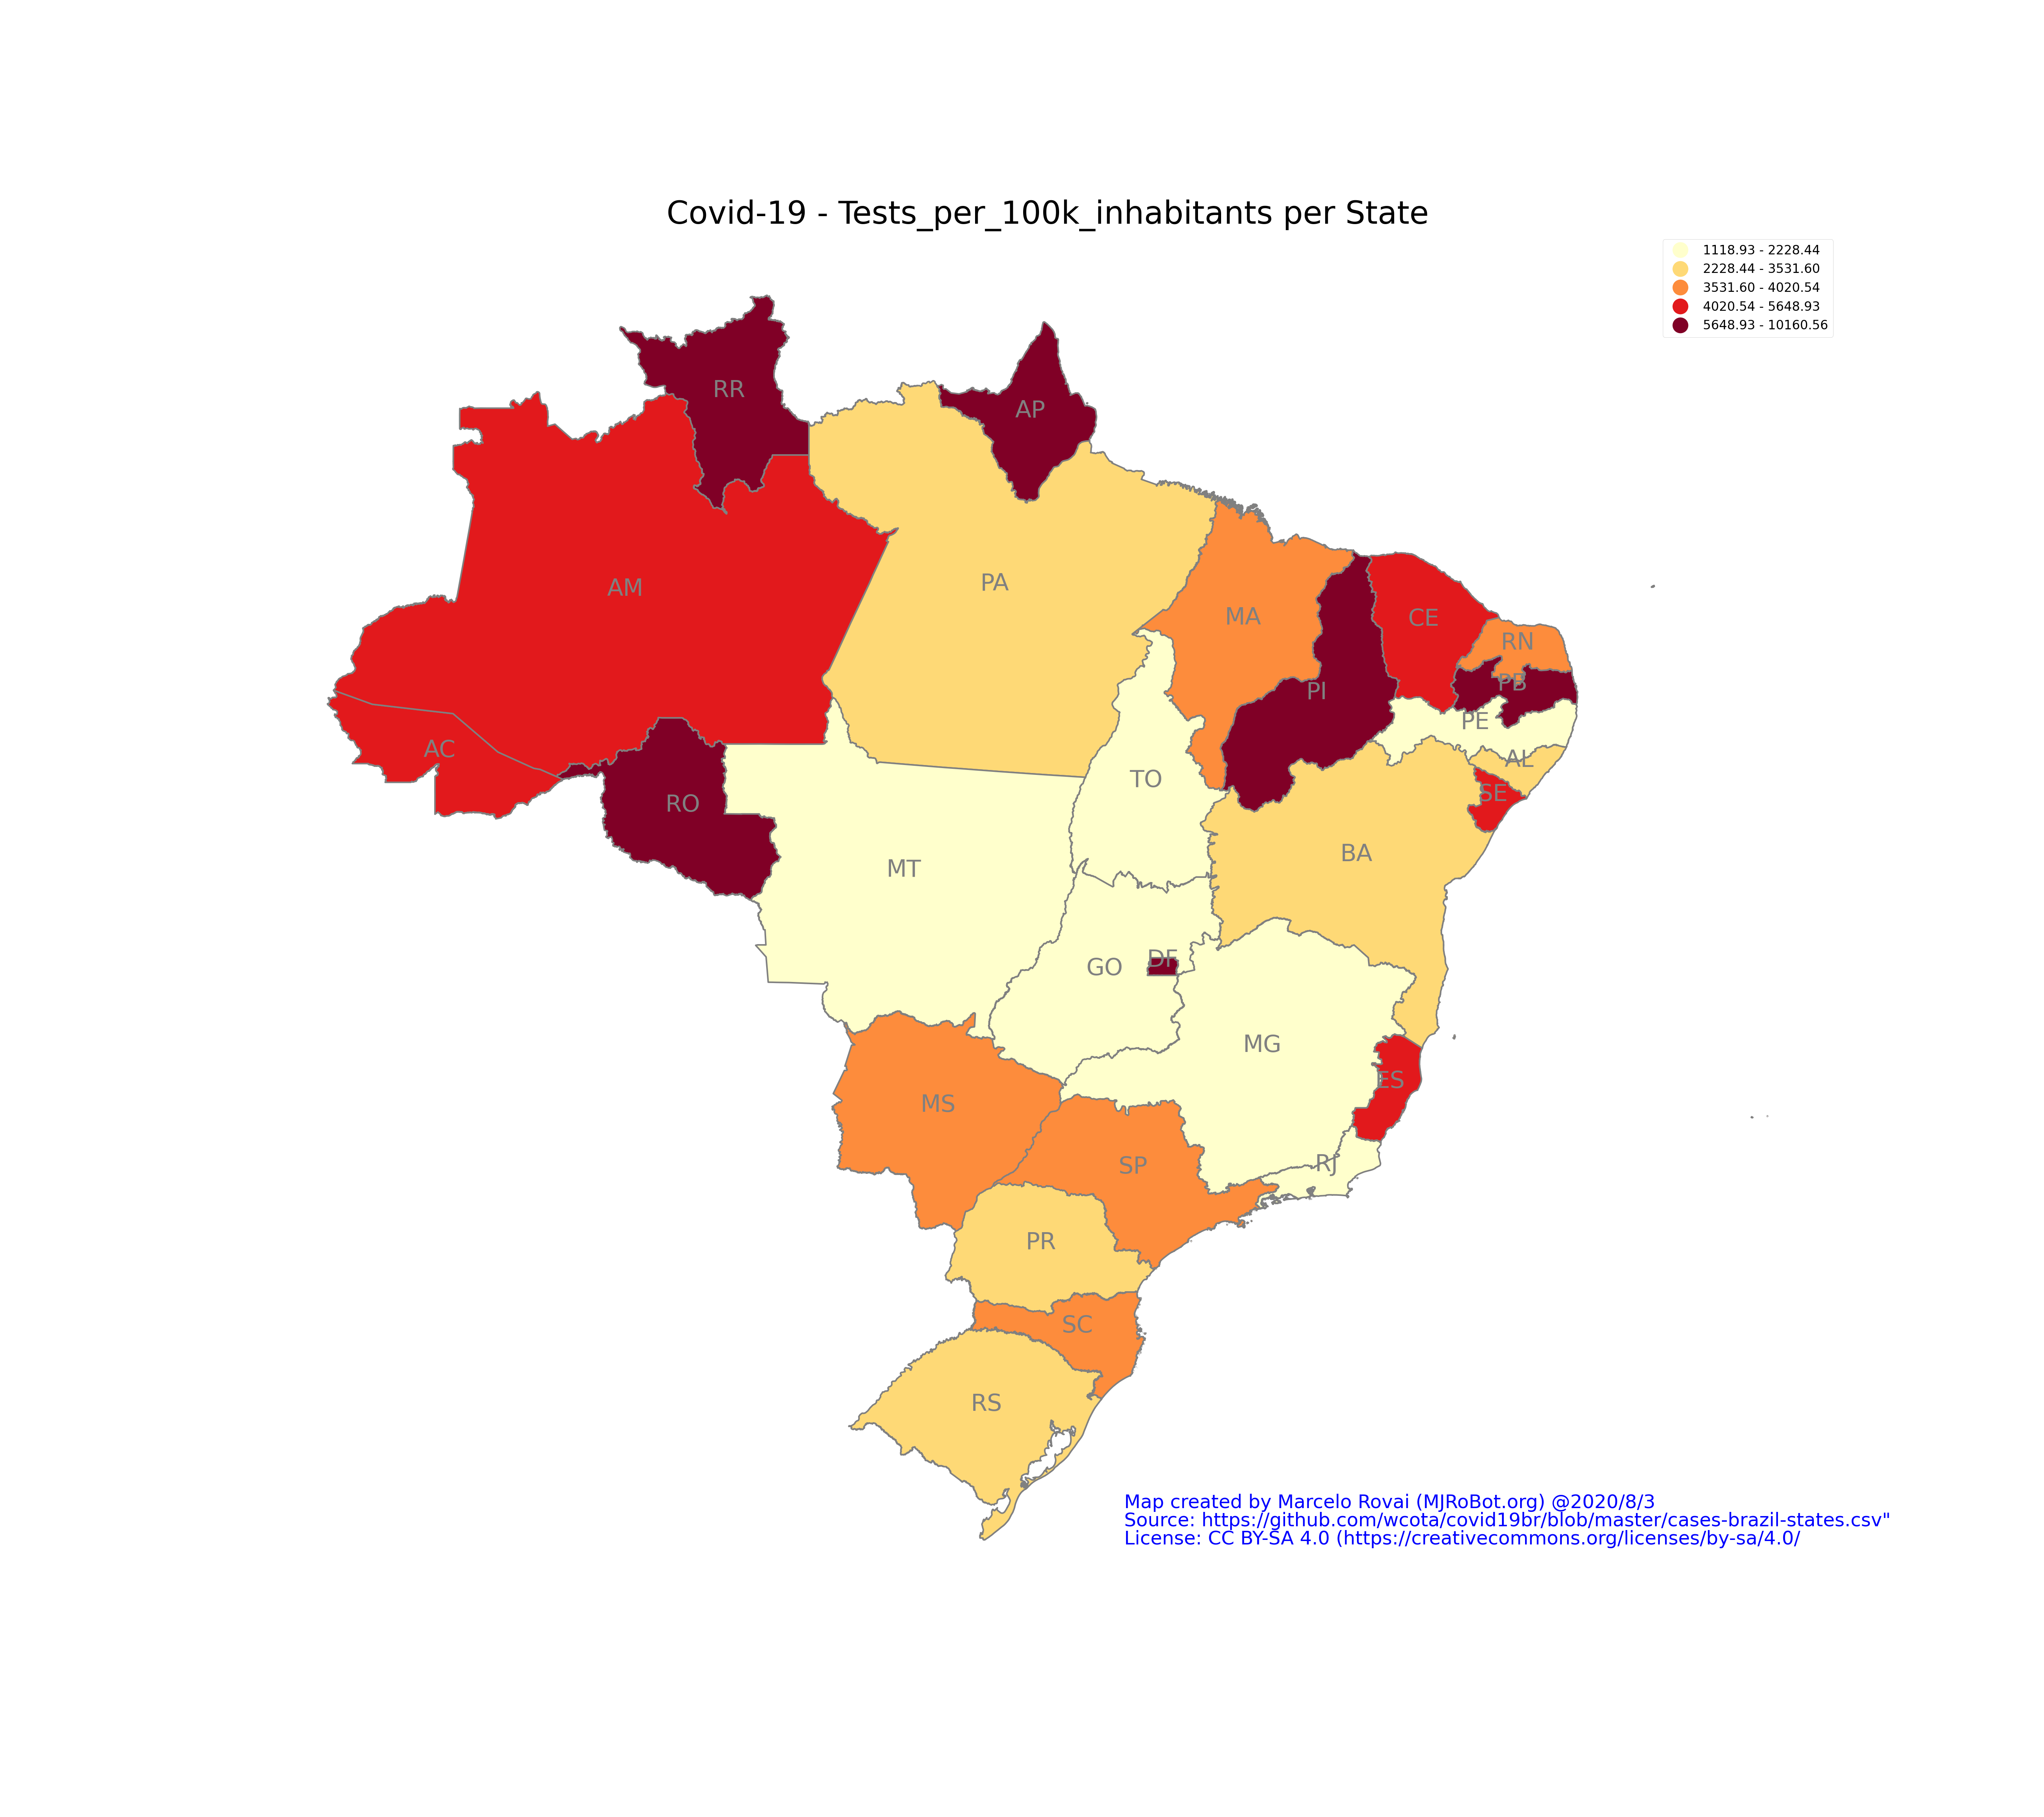 Covid-19 - Tests_per_100k_inhabitants per State
1118.93 - 2228.44
2228.44 - 3531.60
3531.60 - 4020.54
4020.54 - 5648.93
5648.93 - 10160.56
RR
AP
AM
PA
MA
CE
RN
PB
PI
PE
AC
AL
TO
SE
RO
BA
MT
DF
GO
MG
ES
MS
RJ
SP
PR
SC
RS
Map created by Marcelo Rovai (MJRoBot.org) @2020/8/3
Source: https://github.com/wcota/covid19br/blob/master/cases-brazil-states.csv"
License: CC BY-SA 4.0 (https://creativecommons.org/licenses/by-sa/4.0/